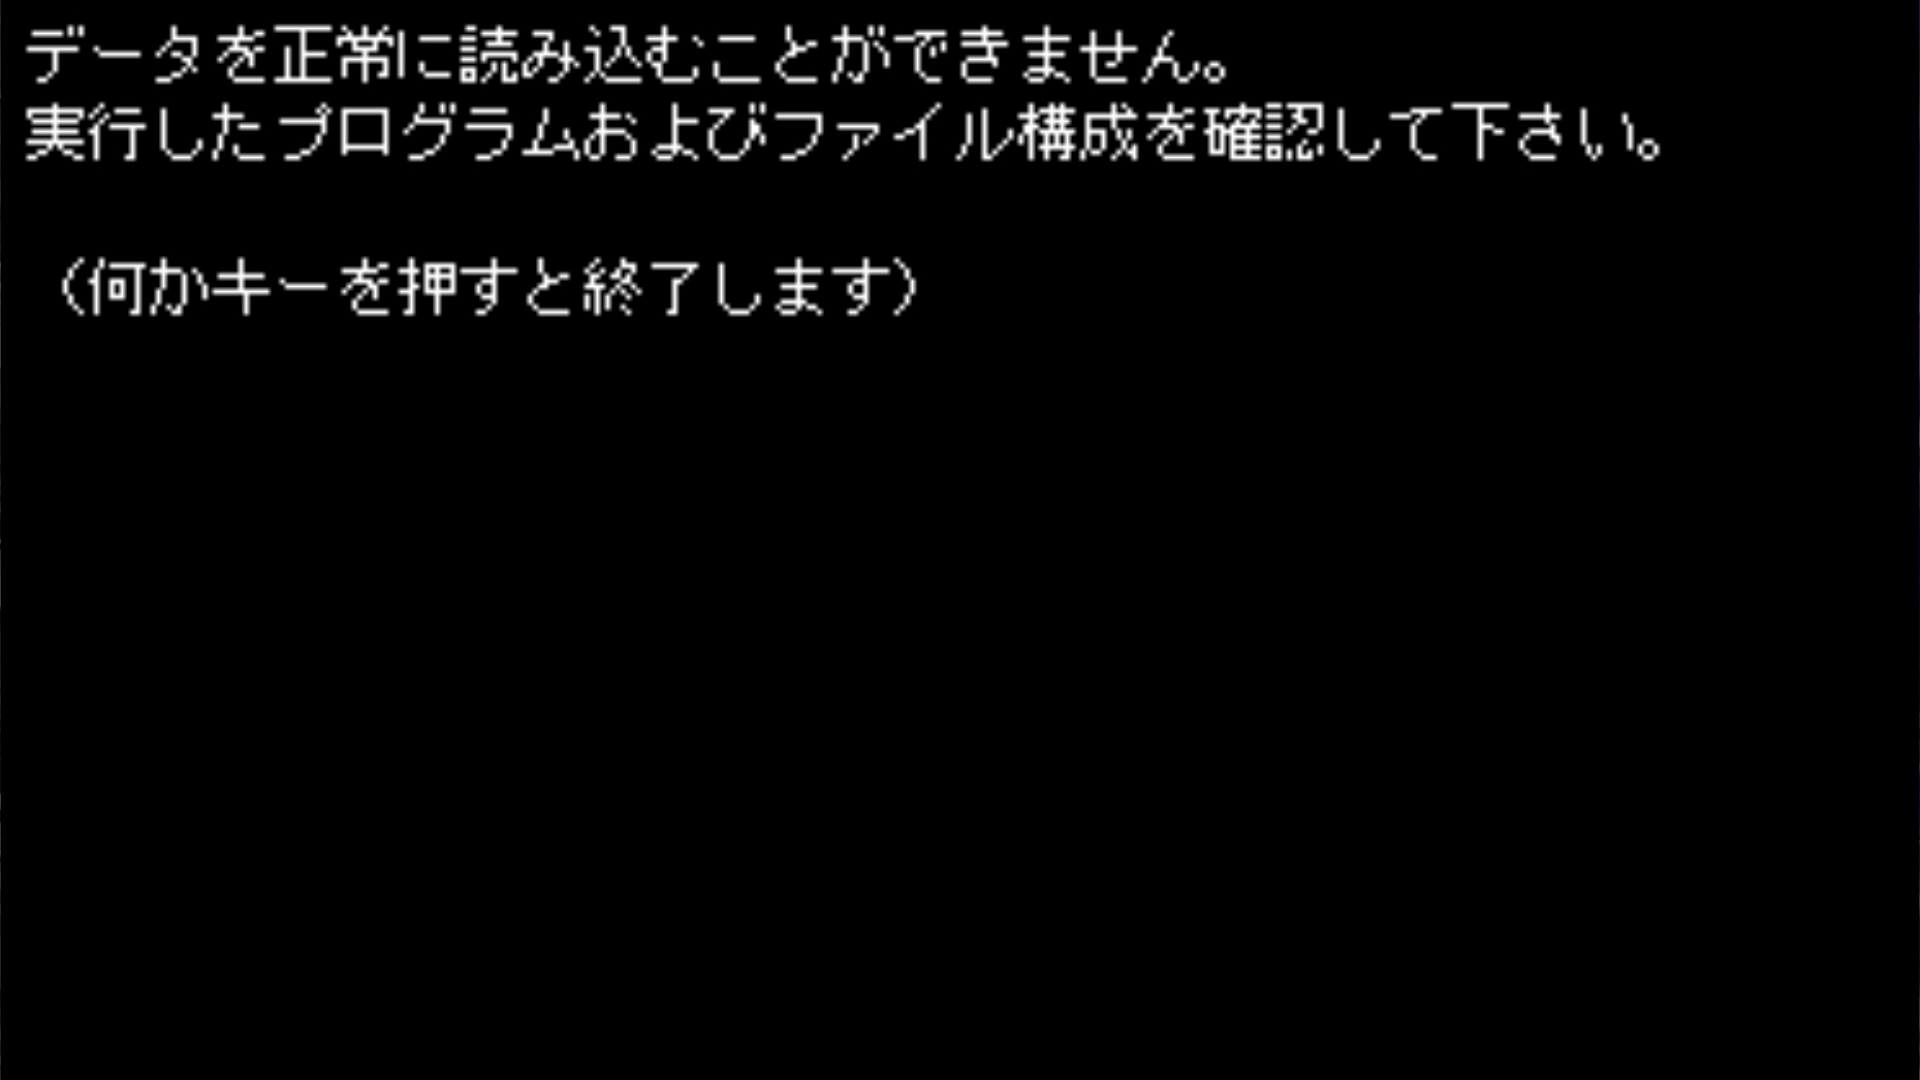 データを正常に読み込むことができません。
実行したプログラムおよびファイル構成を確認して下さい。
（何かキーを押すと終了します）